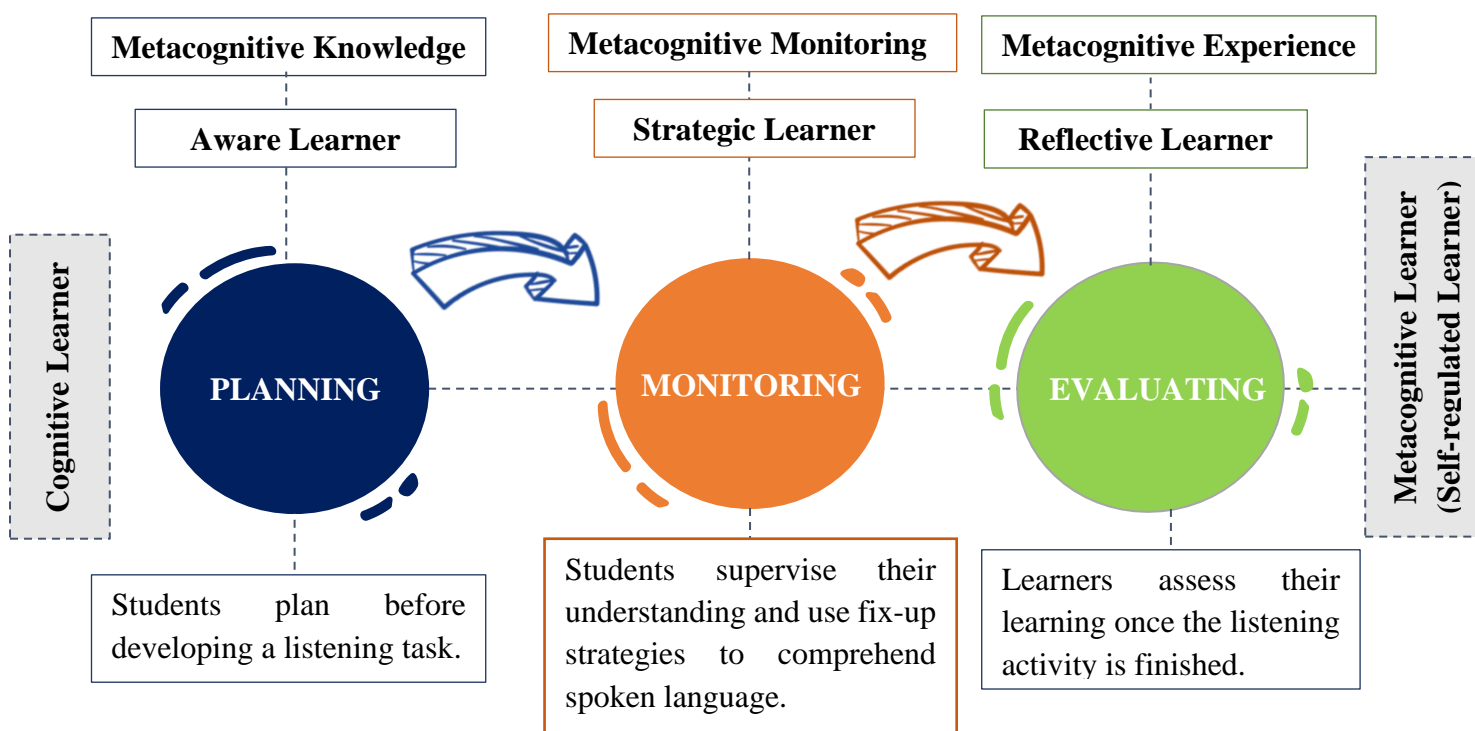 Metacognitive Knowledge
Metacognitive Monitoring
Metacognitive Experience
Aware Learner
Strategic Learner
Reflective Learner
Cognitive Learner
PLANNING
MONITORING
EVALUATING
Metacognitive Learner
(Self-regulated Learner)
Students plan before
developing a listening task.
Students supervise their
understanding and use fix-up
strategies to comprehend
spoken language.
Learners assess their
learning once the listening
activity is finished.